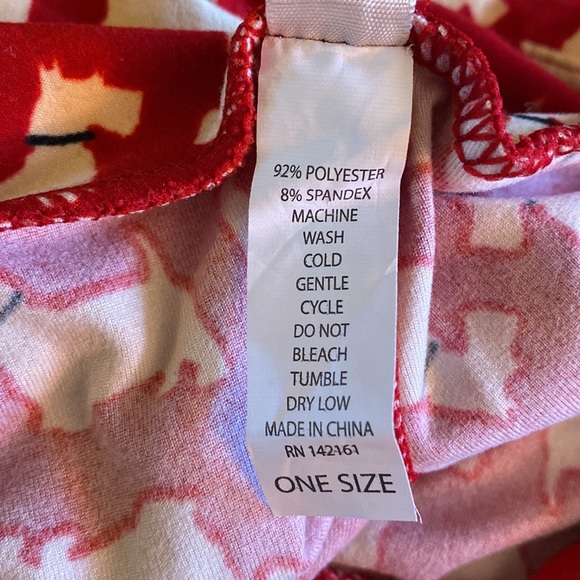 92% POLYESTER
8% SPANDEX
MACHINE
WASH
COLD
GENTLE
CYCLE
DO NOT
BLEACH
TUMBLE
DRY LOW
MADE IN CHINA
RN 142161
ONE SIZE